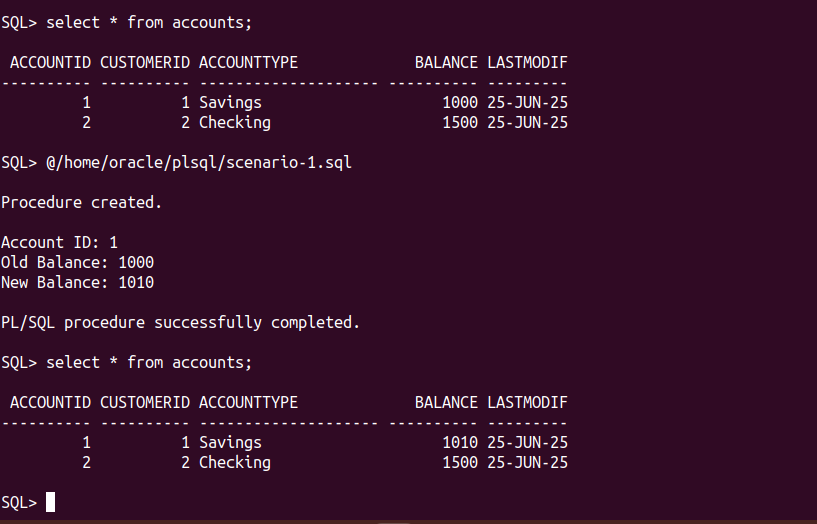 SQL> select * from accounts;
 ACCOUNTID CUSTOMERID ACCOUNTTYPE             BALANCE LASTMODIF
---------- ---------- -------------------- ---------- ---------
         1          1 Savings                    1000 25-JUN-25
         2          2 Checking                   1500 25-JUN-25
SQL> @/home/oracle/plsql/scenario-1.sql
Procedure created.
Account ID: 1
Old Balance: 1000
New Balance: 1010
PL/SQL procedure successfully completed.
SQL> select * from accounts;
 ACCOUNTID CUSTOMERID ACCOUNTTYPE             BALANCE LASTMODIF
---------- ---------- -------------------- ---------- ---------
         1          1 Savings                    1010 25-JUN-25
         2          2 Checking                   1500 25-JUN-25
SQL>